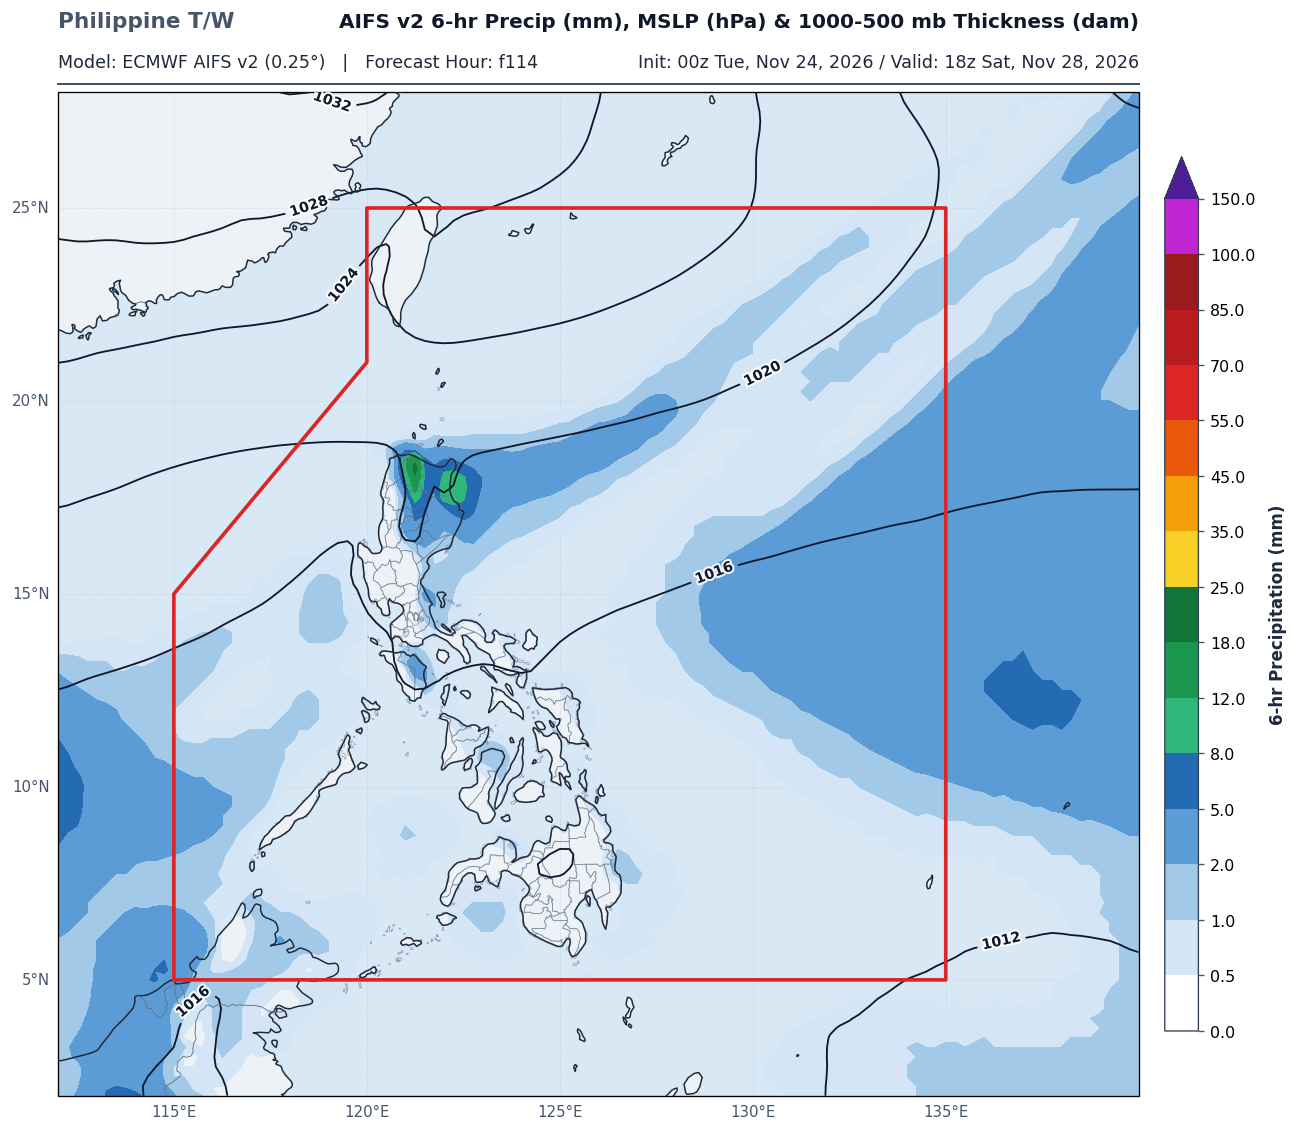 Philippine T/W
AIFS v2 6-hr Precip (mm), MSLP (hPa) & 1000-500 mb Thickness (dam)
Model: ECMWF AIFS v2 (0.25°) | Forecast Hour: f114
Init: 00z Tue, Nov 24, 2026 / Valid: 18z Sat, Nov 28, 2026
1032
1028
1024
1020
1016
1012
1016
25°N
20°N
15°N
10°N
5°N
115°E
120°E
125°E
130°E
135°E
150.0
100.0
85.0
70.0
55.0
45.0
35.0
25.0
18.0
12.0
8.0
5.0
2.0
1.0
0.5
0.0
6-hr Precipitation (mm)